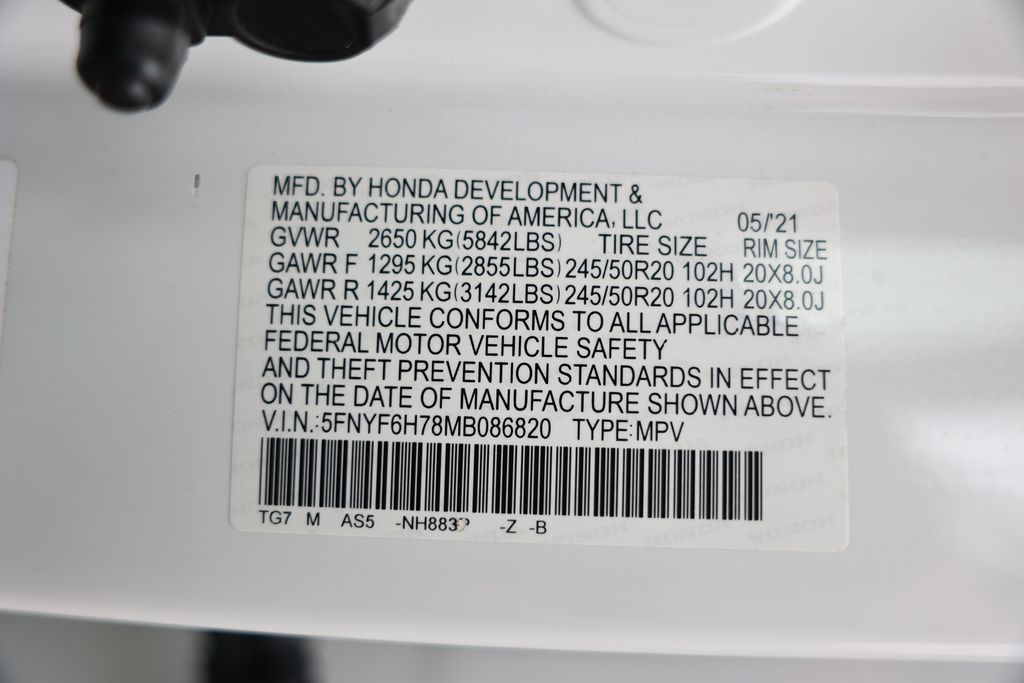 MFD. BY HONDA DEVELOPMENT &
MANUFACTURING OF AMERICA, LLC 05/'21
GVWR 2650 KG(5842LBS) TIRE SIZE RIM SIZE
GAWR F 1295 KG(2855LBS) 245/50R20 102H 20X8.0J
GAWR R 1425 KG(3142LBS) 245/50R20 102H 20X8.0J
THIS VEHICLE CONFORMS TO ALL APPLICABLE
FEDERAL MOTOR VEHICLE SAFETY
AND THEFT PREVENTION STANDARDS IN EFFECT
ON THE DATE OF MANUFACTURE SHOWN ABOVE.
V.I.N.:5FNYF6H78MB086820 TYPE:MPV
TG7 M AS5 -Z -B